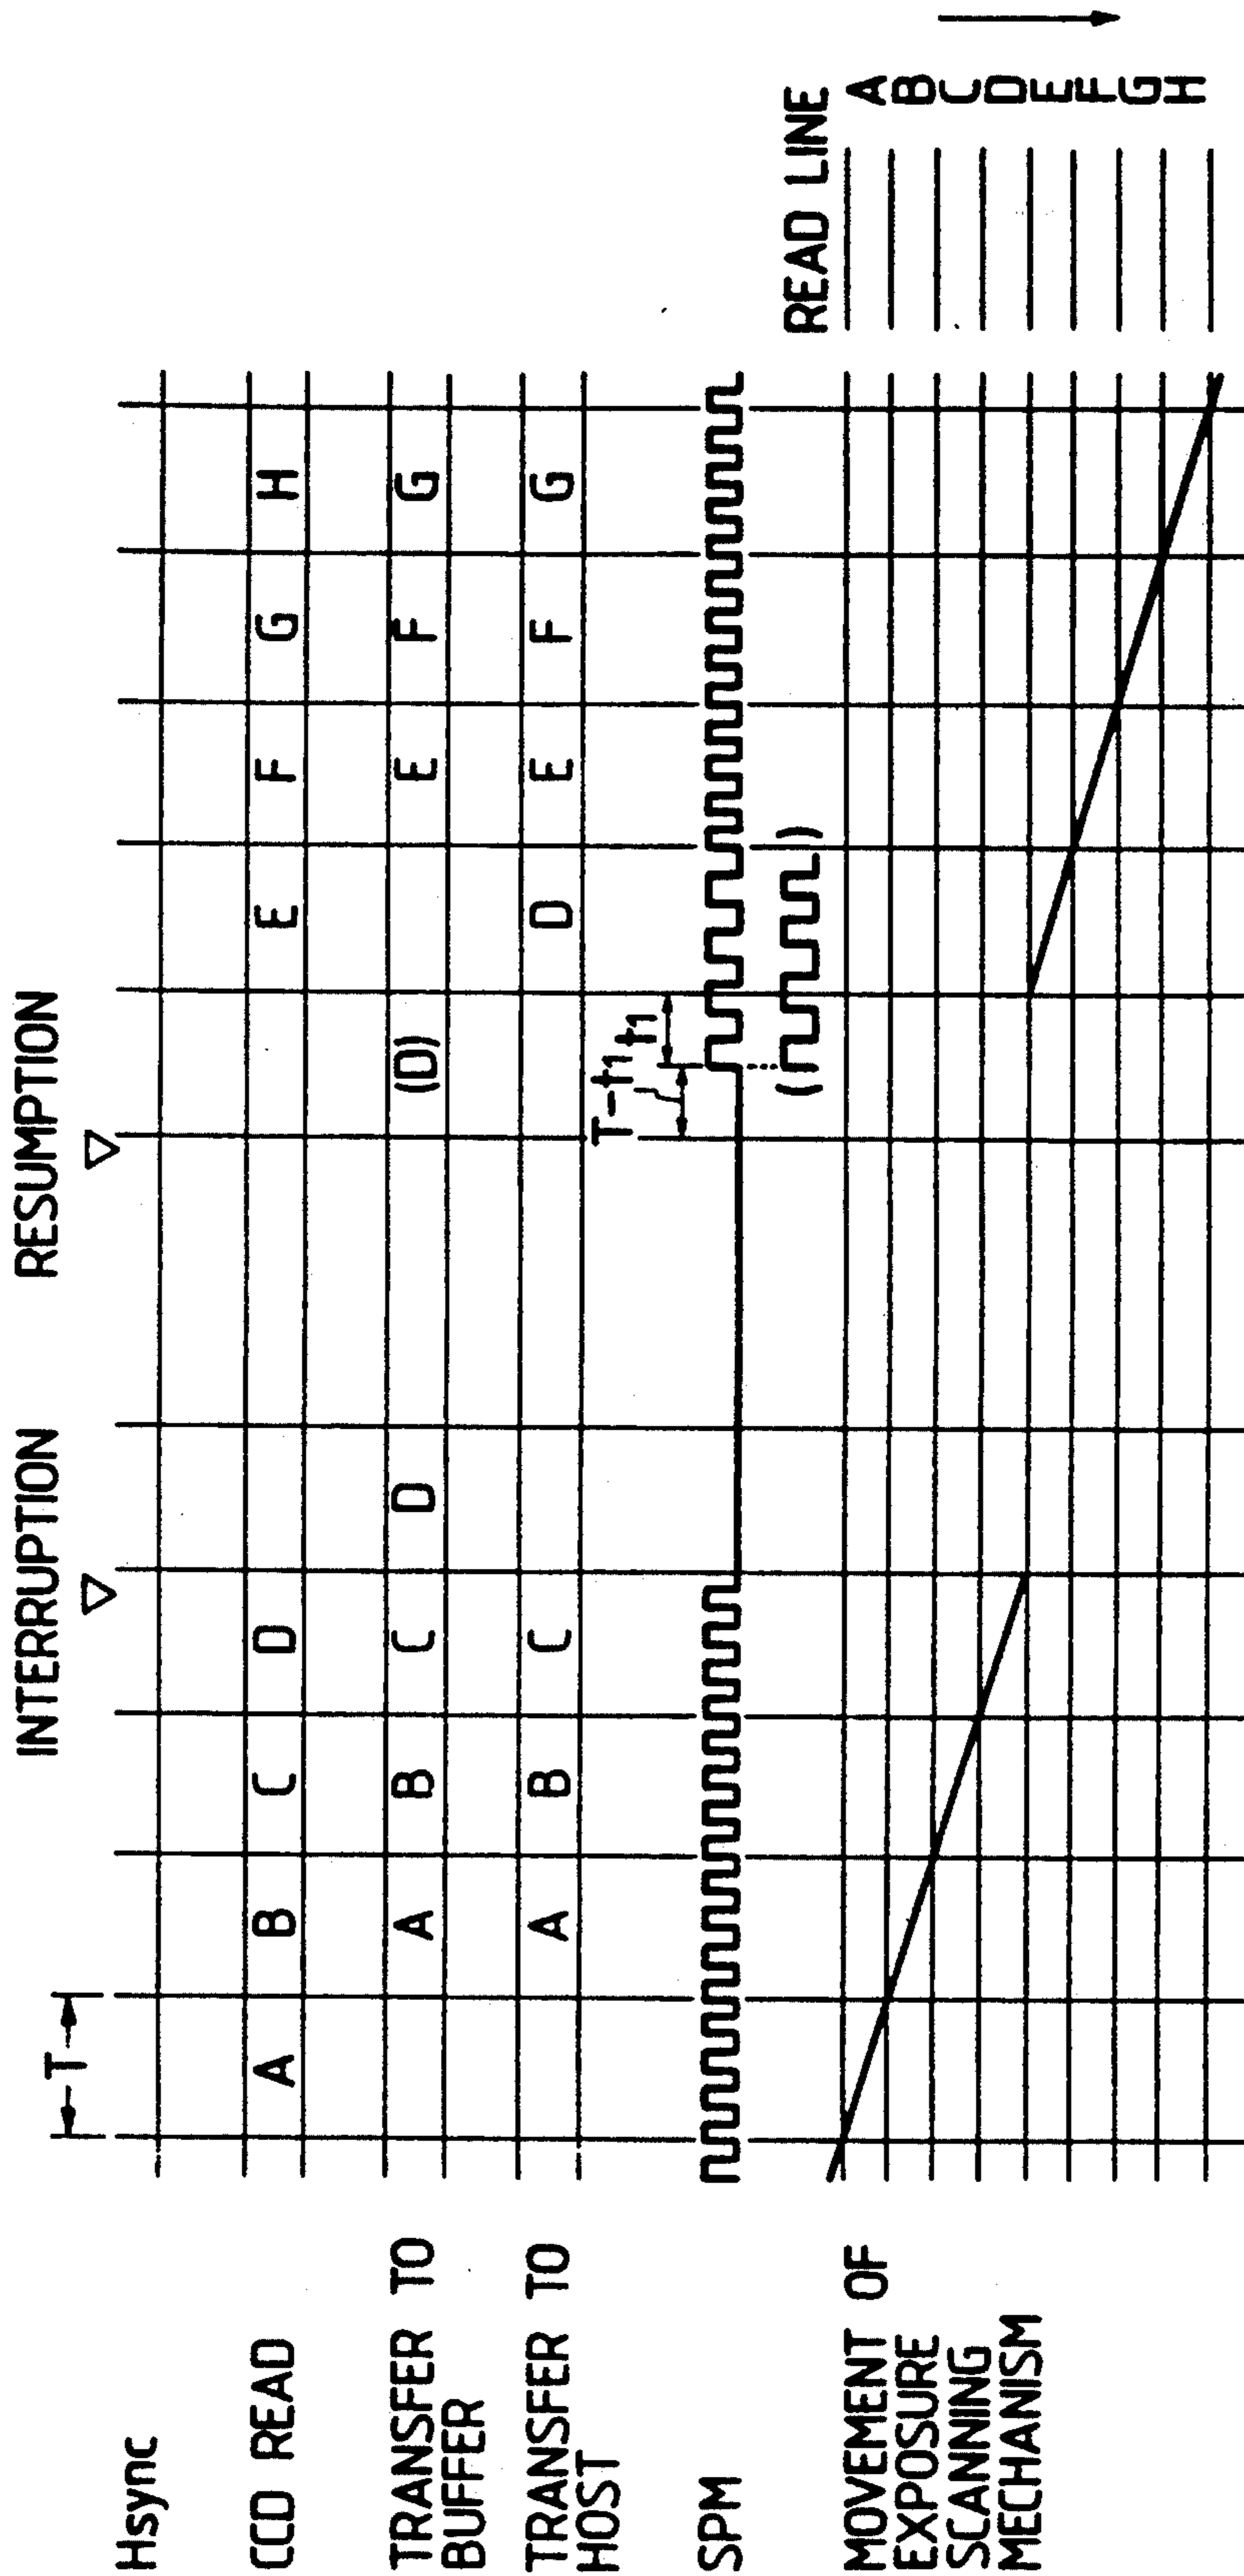 INTERRUPTION
RESUMPTION
T
Hsync
CCD READ
A B C D E F G H
TRANSFER TO
BUFFER
A B C D (D) E F G
TRANSFER TO
HOST
A B C D E F G
T-t1
t1
SPM
( )
MOVEMENT OF
EXPOSURE
SCANNING
MECHANISM
READ LINE
A
B
C
D
E
F
G
H